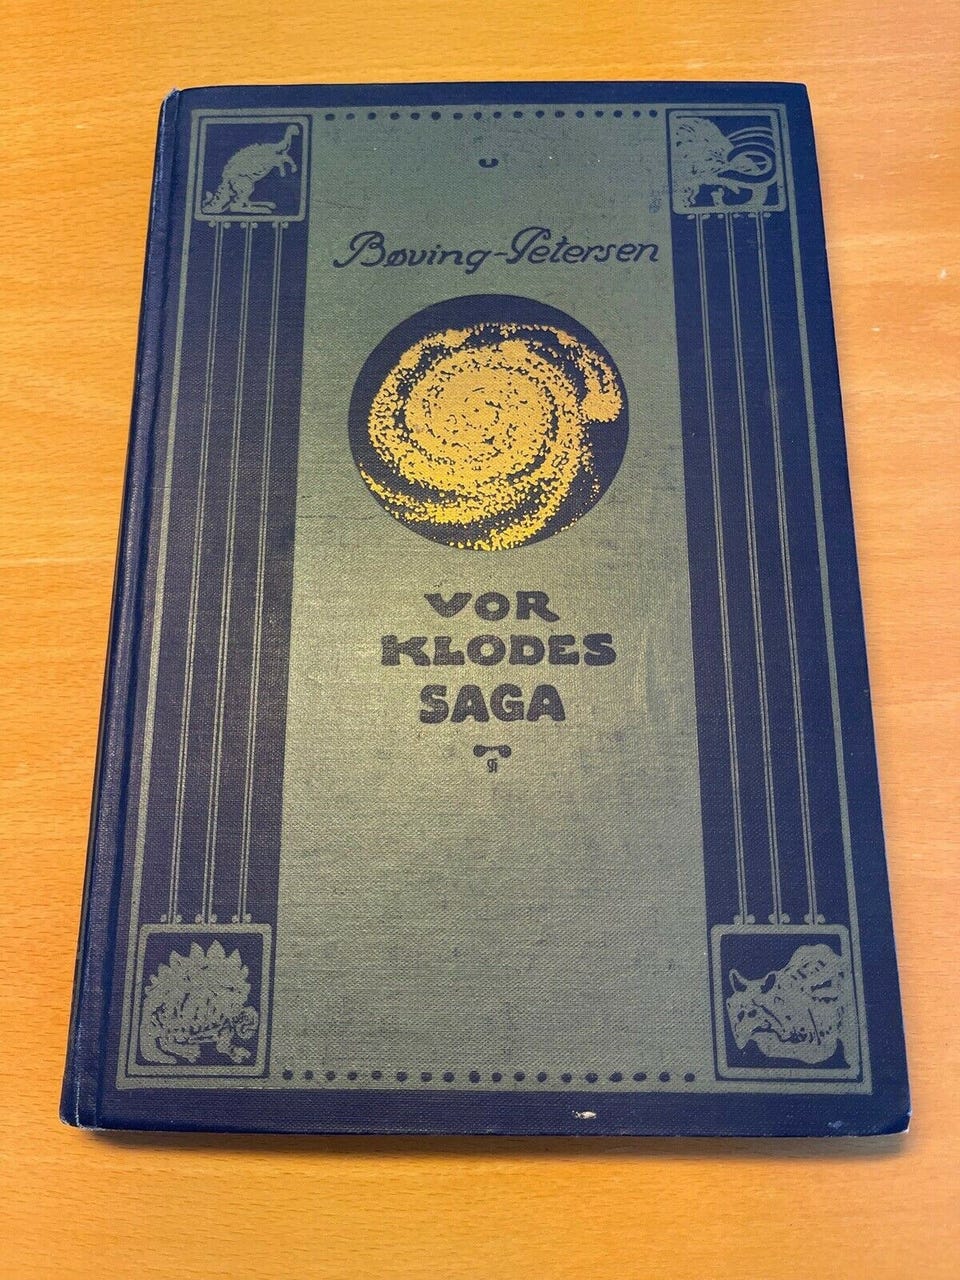 Bøving-Petersen
VOR
KLODES
SAGA